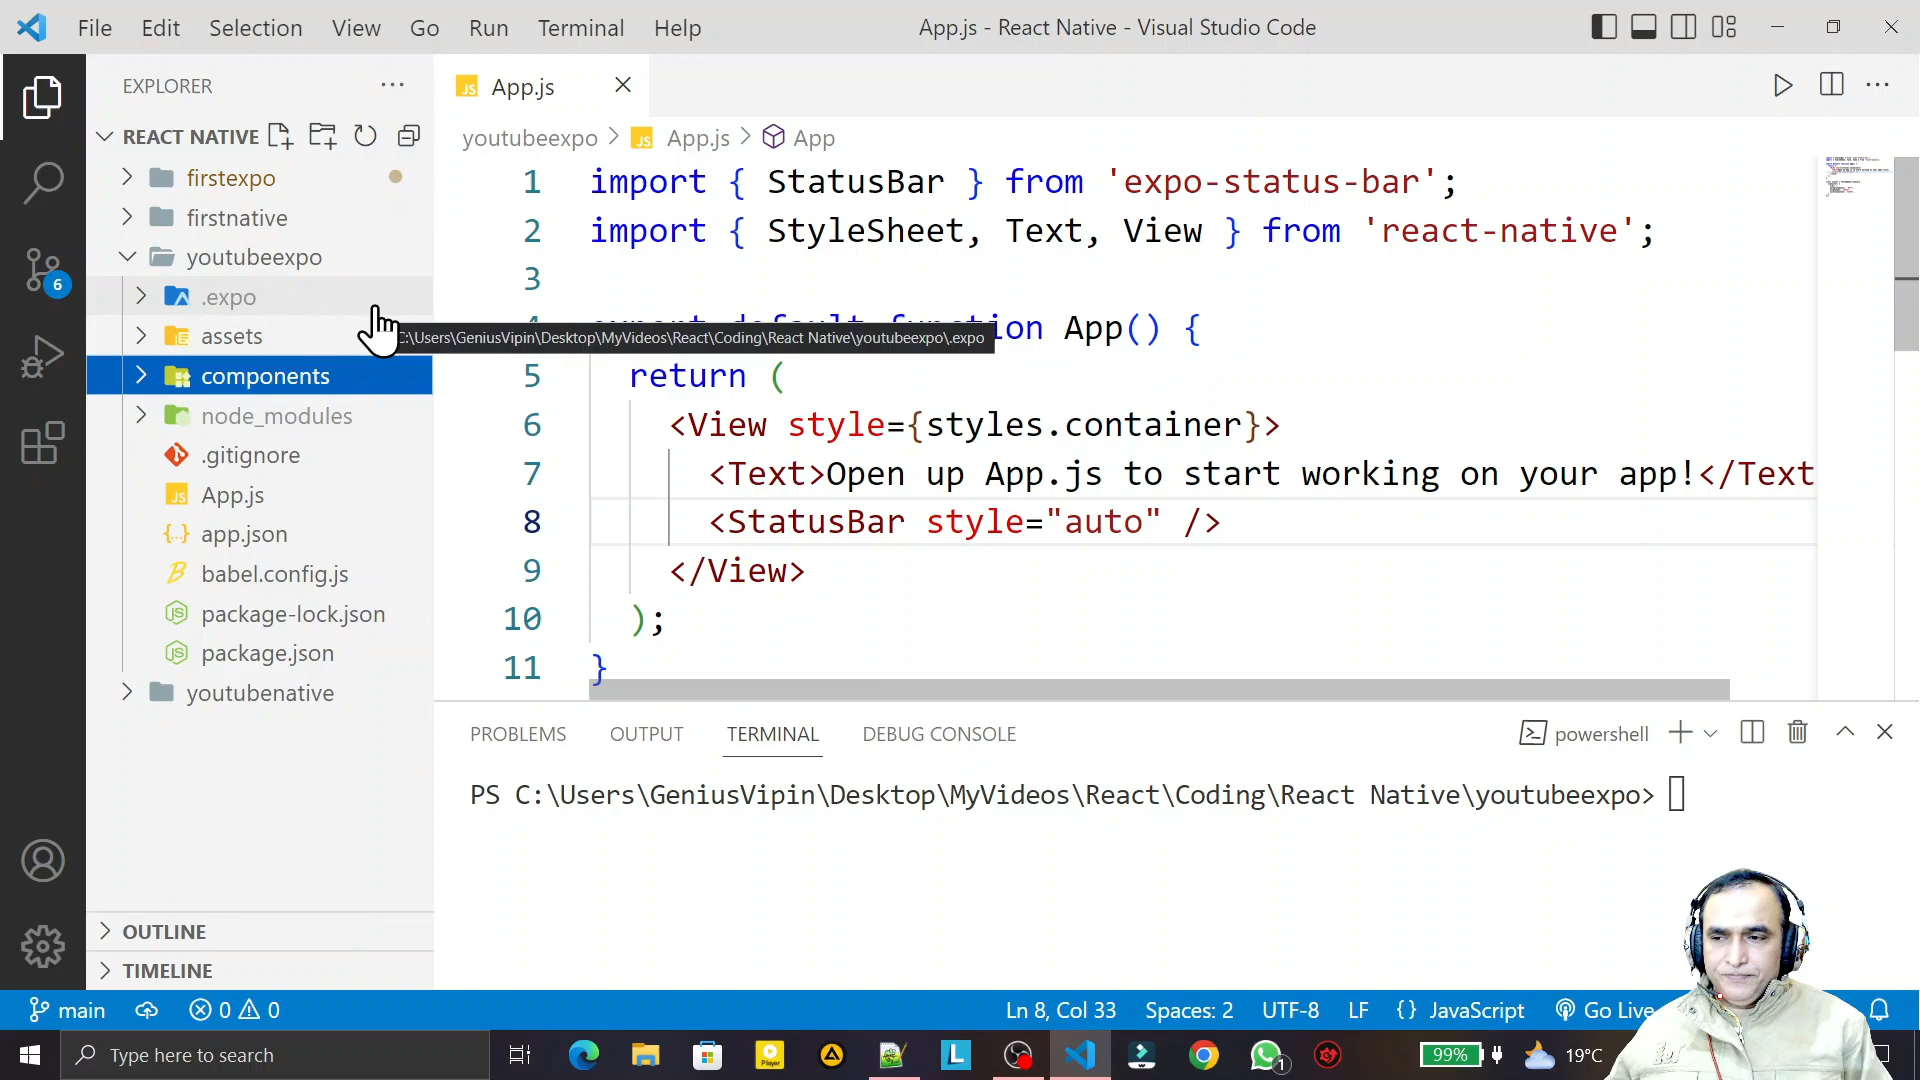 File Edit Selection View Go Run Terminal Help App.js - React Native - Visual Studio Code
EXPLORER
REACT NATIVE
firstexpo
firstnative
youtubeexpo
.expo
assets
components
node_modules
.gitignore
App.js
app.json
babel.config.js
package-lock.json
package.json
youtubenative
OUTLINE
TIMELINE
6
App.js
youtubeexpo > App.js > App
1 import { StatusBar } from 'expo-status-bar';
2 import { StyleSheet, Text, View } from 'react-native';
3
function App() {
C:\Users\GeniusVipin\Desktop\MyVideos\React\Coding\React Native\youtubeexpo\.expo
5 return (
6 <View style={styles.container}>
7 <Text>Open up App.js to start working on your app!</Text
8 <StatusBar style="auto" />
9 </View>
10 );
11 }
PROBLEMS OUTPUT TERMINAL DEBUG CONSOLE powershell
PS C:\Users\GeniusVipin\Desktop\MyVideos\React\Coding\React Native\youtubeexpo>
main 0 0 Ln 8, Col 33 Spaces: 2 UTF-8 LF {} JavaScript Go Live
Type here to search 99% 19°C